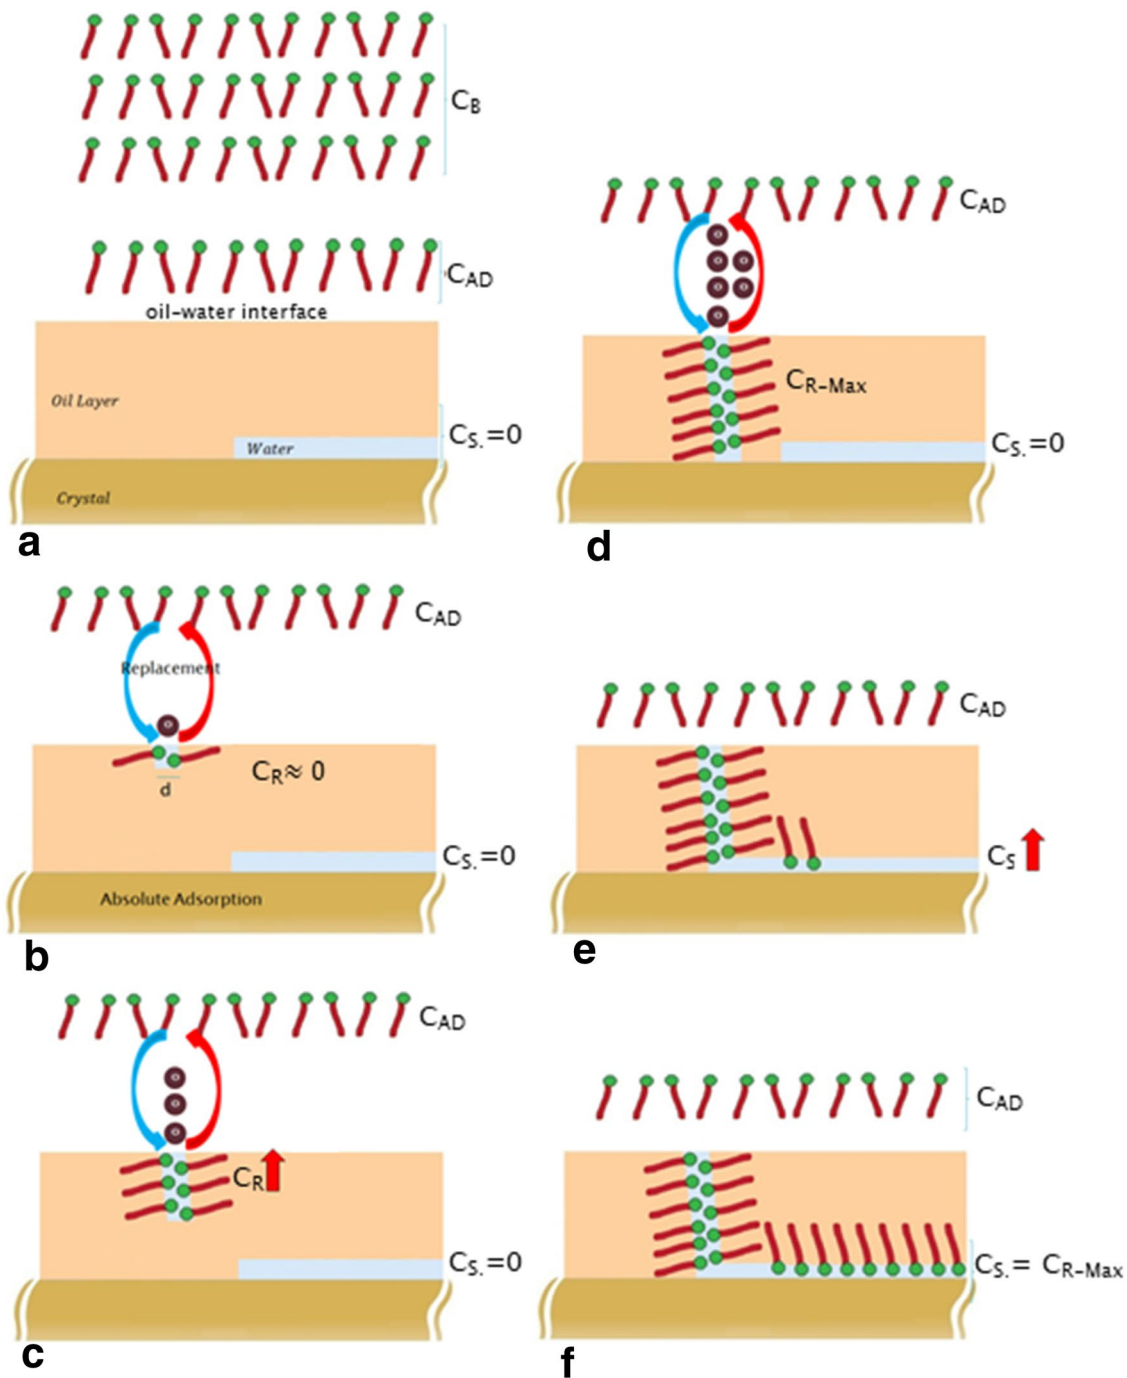 C_B
C_AD
oil-water interface
Oil Layer
C_S.=0
Water
Crystal
a
C_AD
Replacement
C_R≈ 0
d
C_S.=0
Absolute Adsorption
b
C_AD
C_R
C_S.=0
c
C_AD
C_R-Max
C_S.=0
d
C_AD
C_S
e
C_AD
C_S.= C_R-Max
f